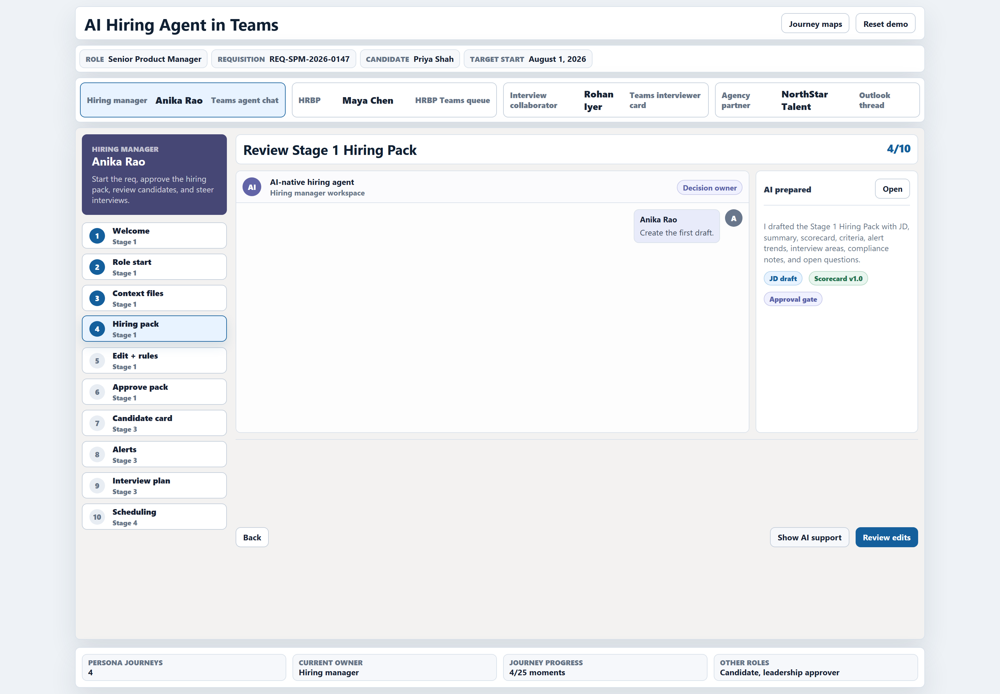 AI Hiring Agent in Teams
Journey maps
Reset demo
ROLE Senior Product Manager
REQUISITION REQ-SPM-2026-0147
CANDIDATE Priya Shah
TARGET START August 1, 2026
Hiring manager Anika Rao Teams agent chat
HRBP Maya Chen HRBP Teams queue
Interview
collaborator
Rohan
Iyer
Teams interviewer
card
Agency
partner
NorthStar
Talent
Outlook
thread
HIRING MANAGER
Anika Rao
Start the req, approve the hiring
pack, review candidates, and steer
interviews.
1
Welcome
Stage 1
2
Role start
Stage 1
3
Context files
Stage 1
4
Hiring pack
Stage 1
5
Edit + rules
Stage 1
6
Approve pack
Stage 1
7
Candidate card
Stage 3
8
Alerts
Stage 3
9
Interview plan
Stage 3
10
Scheduling
Stage 4
Review Stage 1 Hiring Pack
4/10
AI
AI-native hiring agent
Hiring manager workspace
Decision owner
Anika Rao
Create the first draft.
A
AI prepared
Open
I drafted the Stage 1 Hiring Pack with JD,
summary, scorecard, criteria, alert
trends, interview areas, compliance
notes, and open questions.
JD draft
Scorecard v1.0
Approval gate
Back
Show AI support
Review edits
PERSONA JOURNEYS
4
CURRENT OWNER
Hiring manager
JOURNEY PROGRESS
4/25 moments
OTHER ROLES
Candidate, leadership approver